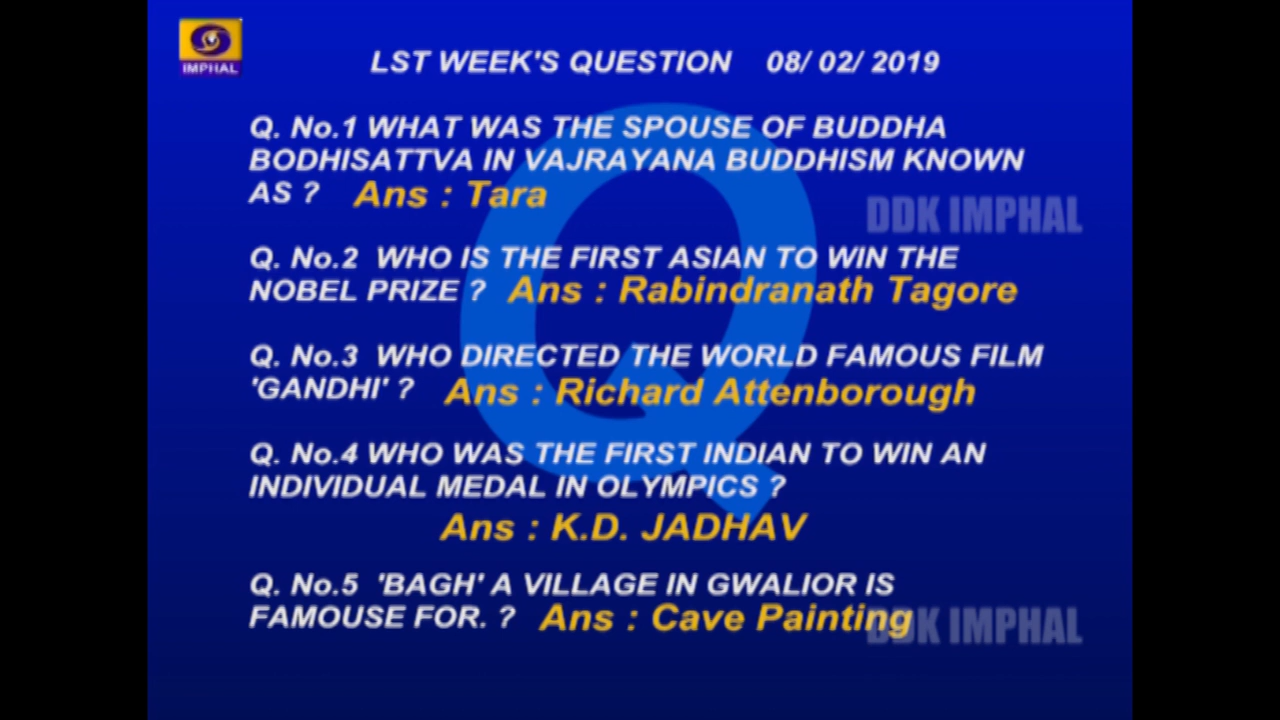 IMPHAL
LST WEEK'S QUESTION 08/ 02/ 2019
Q. No.1 WHAT WAS THE SPOUSE OF BUDDHA
BODHISATTVA IN VAJRAYANA BUDDHISM KNOWN
AS ? Ans : Tara
DDK IMPHAL
Q. No.2 WHO IS THE FIRST ASIAN TO WIN THE
NOBEL PRIZE ? Ans : Rabindranath Tagore
Q. No.3 WHO DIRECTED THE WORLD FAMOUS FILM
'GANDHI' ? Ans : Richard Attenborough
Q. No.4 WHO WAS THE FIRST INDIAN TO WIN AN
INDIVIDUAL MEDAL IN OLYMPICS ?
Ans : K.D. JADHAV
Q. No.5 'BAGH' A VILLAGE IN GWALIOR IS
FAMOUSE FOR. ? Ans : Cave Painting
DDK IMPHAL